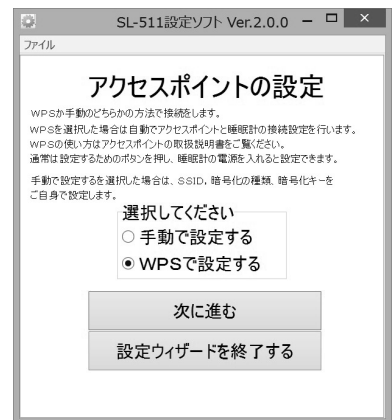 SL-511設定ソフト Ver.2.0.0
ファイル
アクセスポイントの設定
WPSか手動のどちらかの方法で接続をします。
WPSを選択した場合は自動でアクセスポイントと睡眠計の接続設定を行います。
WPSの使い方はアクセスポイントの取扱説明書をご覧ください。
通常は設定するためのボタンを押し、睡眠計の電源を入れると設定できます。
手動で設定するを選択した場合は、SSID，暗号化の種類、暗号化キーを
ご自身で設定します。
選択してください
手動で設定する
WPSで設定する
次に進む
設定ウィザードを終了する